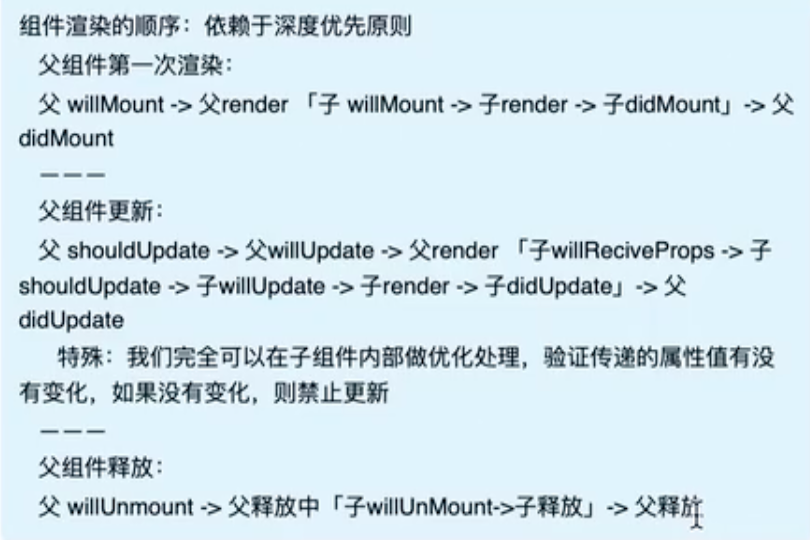 组件渲染的顺序：依赖于深度优先原则
父组件第一次渲染：
父 willMount -> 父render 「子 willMount -> 子render -> 子didMount」-> 父
didMount
———
父组件更新：
父 shouldUpdate -> 父willUpdate -> 父render 「子willReciveProps -> 子
shouldUpdate -> 子willUpdate -> 子render -> 子didUpdate」-> 父
didUpdate
特殊：我们完全可以在子组件内部做优化处理，验证传递的属性值有没
有变化，如果没有变化，则禁止更新
———
父组件释放：
父 willUnmount -> 父释放中「子willUnMount->子释放」-> 父释放